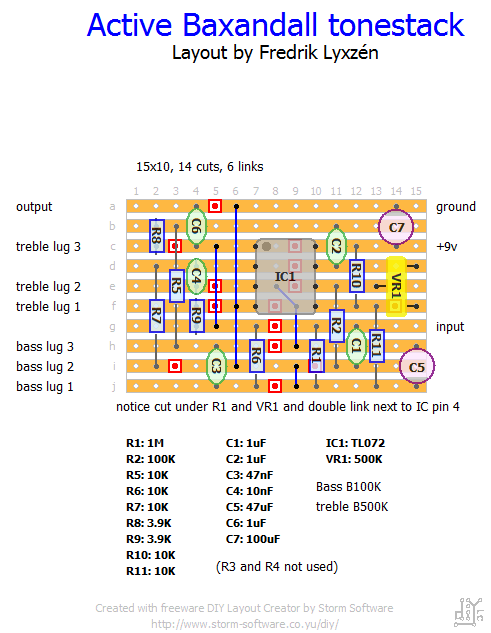 Active Baxandall tonestack
Layout by Fredrik Lyxzén
15x10, 14 cuts, 6 links
1 2 3 4 5 6 7 8 9 10 11 12 13 14 15
output a ground
b
treble lug 3 c +9v
d
treble lug 2 e
treble lug 1 f
g input
bass lug 3 h
bass lug 2 i
bass lug 1 j
R8 C6 C2 C7
R5 C4 IC1 R10 VR1
R7 R9 R6 R1 R2 C1 R11
C3 C5
notice cut under R1 and VR1 and double link next to IC pin 4
R1: 1M C1: 1uF IC1: TL072
R2: 100K C2: 1uF VR1: 500K
R5: 10K C3: 47nF
R6: 10K C4: 10nF Bass B100K
R7: 10K C5: 47uF treble B500K
R8: 3.9K C6: 1uF
R9: 3.9K C7: 100uF
R10: 10K
R11: 10K (R3 and R4 not used)
Created with freeware DIY Layout Creator by Storm Software
http://www.storm-software.co.yu/diy/